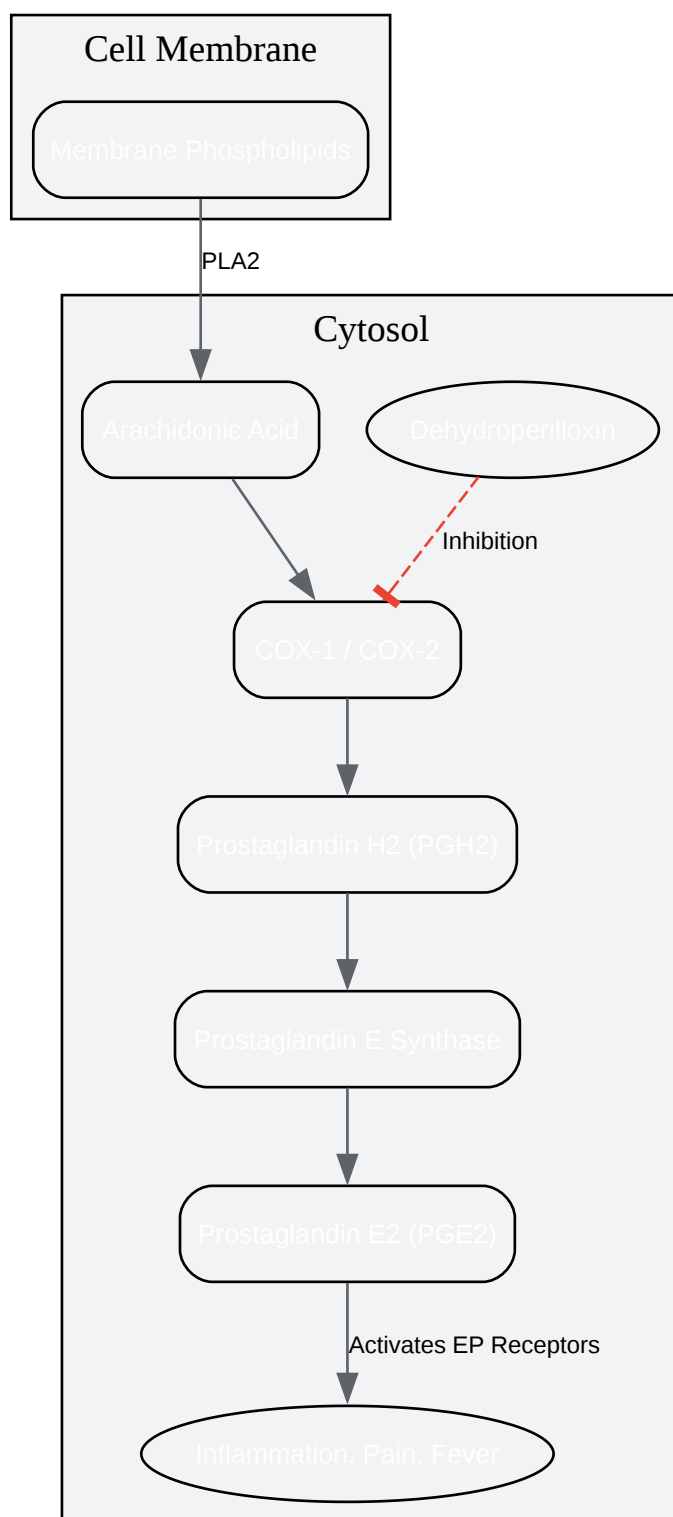 Cell Membrane
Membrane Phospholipids
PLA2
Cytosol
Arachidonic Acid
Dehydroperilloxin
Inhibition
COX-1 / COX-2
Prostaglandin H2 (PGH2)
Prostaglandin E Synthase
Prostaglandin E2 (PGE2)
Activates EP Receptors
Inflammation, Pain, Fever